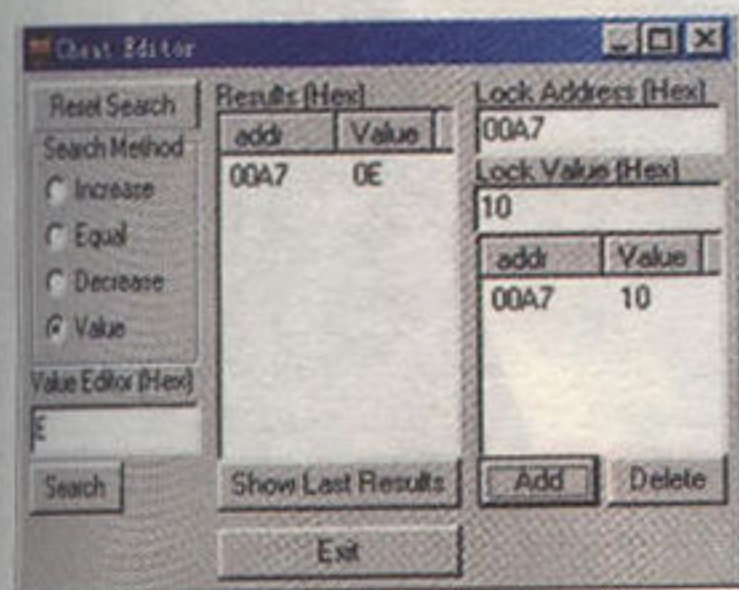 Cheat Editor
Reset Search
Search Method
Increase
Equal
Decrease
Value
Value Editor (Hex)
Search
Results (Hex)
addr Value
00A7 0E
Show Last Results
Exit
Lock Address (Hex)
00A7
Lock Value (Hex)
10
addr Value
00A7 10
Add Delete